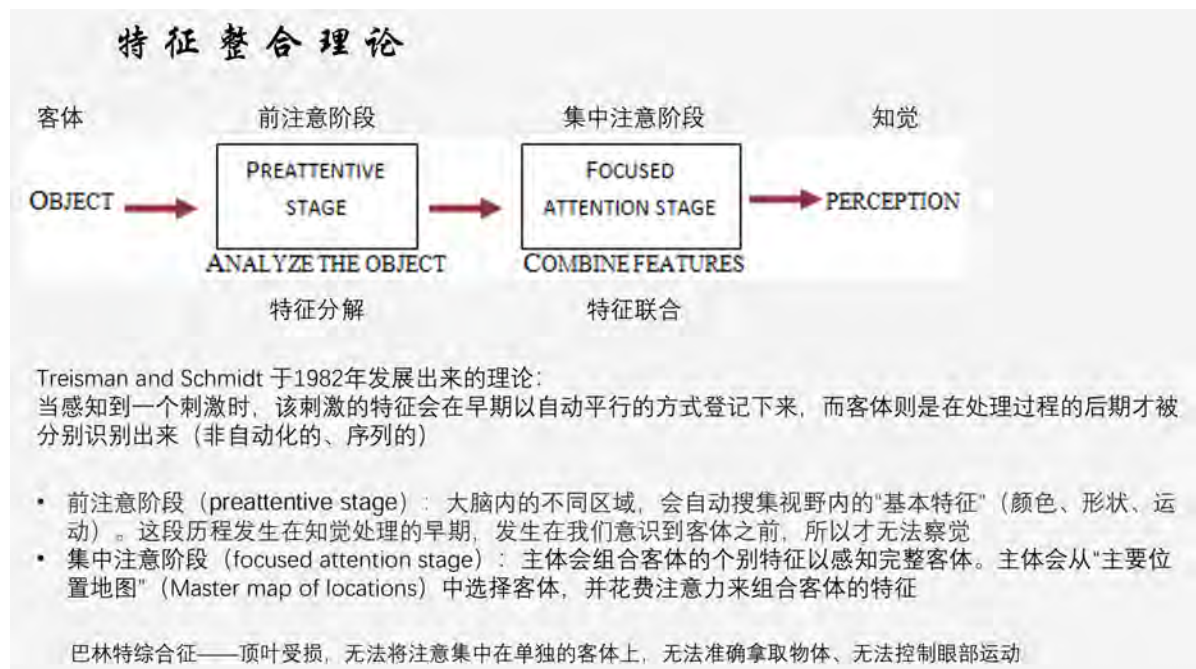 特征整合理论
客体 前注意阶段 集中注意阶段 知觉
PREATTENTIVE FOCUSED
OBJECT STAGE ATTENTION STAGE PERCEPTION
ANALYZE THE OBJECT COMBINE FEATURES
特征分解 特征联合
Treisman and Schmidt 于1982年发展出来的理论：
当感知到一个刺激时，该刺激的特征会在早期以自动平行的方式登记下来，而客体则是在处理过程的后期才被
分别识别出来（非自动化的、序列的）
• 前注意阶段（preattentive stage）：大脑内的不同区域，会自动搜集视野内的“基本特征”（颜色、形状、运
动）。这段历程发生在知觉处理的早期，发生在我们意识到客体之前，所以才无法察觉
• 集中注意阶段（focused attention stage）：主体会组合客体的个别特征以感知完整客体。主体会从“主要位
置地图”（Master map of locations）中选择客体，并花费注意力来组合客体的特征
巴林特综合征——顶叶受损，无法将注意集中在单独的客体上，无法准确拿取物体、无法控制眼部运动